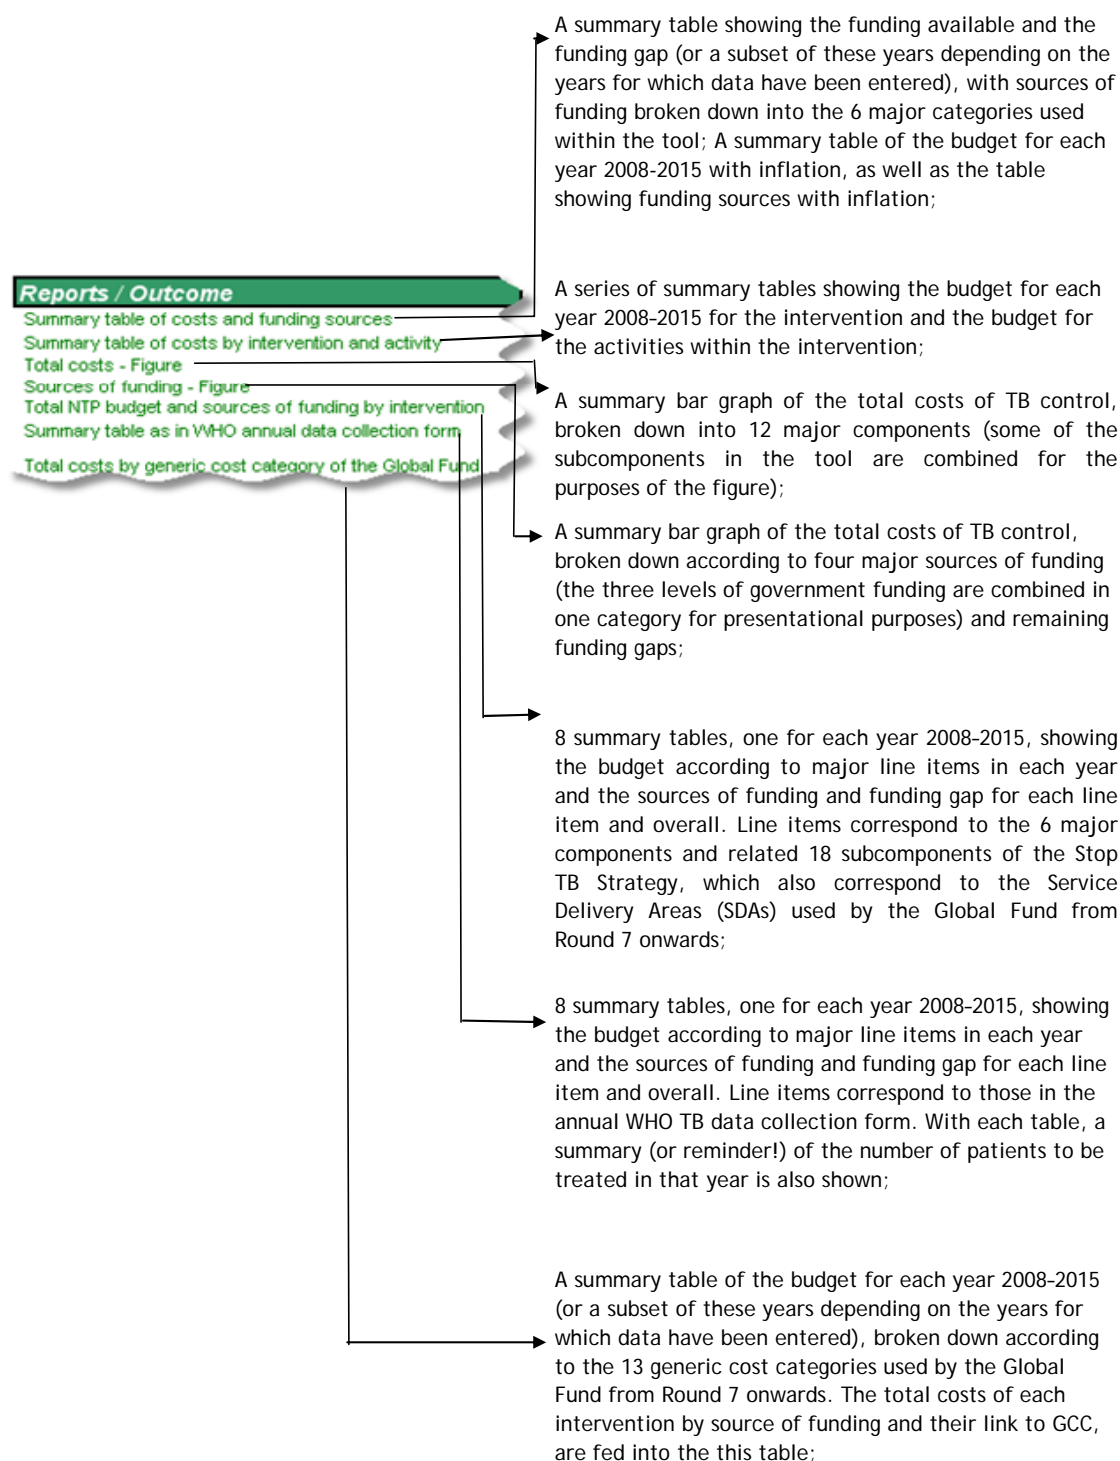 A summary table showing the funding available and the
funding gap (or a subset of these years depending on the
years for which data have been entered), with sources of
funding broken down into the 6 major categories used
within the tool; A summary table of the budget for each
year 2008-2015 with inflation, as well as the table
showing funding sources with inflation;
Reports / Outcome
Summary table of costs and funding sources
Summary table of costs by intervention and activity
Total costs - Figure
Sources of funding - Figure
Total NTP budget and sources of funding by intervention
Summary table as in WHO annual data collection form
Total costs by generic cost category of the Global Fund
A series of summary tables showing the budget for each
year 2008–2015 for the intervention and the budget for
the activities within the intervention;
A summary bar graph of the total costs of TB control,
broken down into 12 major components (some of the
subcomponents in the tool are combined for the
purposes of the figure);
A summary bar graph of the total costs of TB control,
broken down according to four major sources of funding
(the three levels of government funding are combined in
one category for presentational purposes) and remaining
funding gaps;
8 summary tables, one for each year 2008–2015, showing
the budget according to major line items in each year
and the sources of funding and funding gap for each line
item and overall. Line items correspond to the 6 major
components and related 18 subcomponents of the Stop
TB Strategy, which also correspond to the Service
Delivery Areas (SDAs) used by the Global Fund from
Round 7 onwards;
8 summary tables, one for each year 2008–2015, showing
the budget according to major line items in each year
and the sources of funding and funding gap for each line
item and overall. Line items correspond to those in the
annual WHO TB data collection form. With each table, a
summary (or reminder!) of the number of patients to be
treated in that year is also shown;
A summary table of the budget for each year 2008–2015
(or a subset of these years depending on the years for
which data have been entered), broken down according
to the 13 generic cost categories used by the Global
Fund from Round 7 onwards. The total costs of each
intervention by source of funding and their link to GCC,
are fed into the this table;